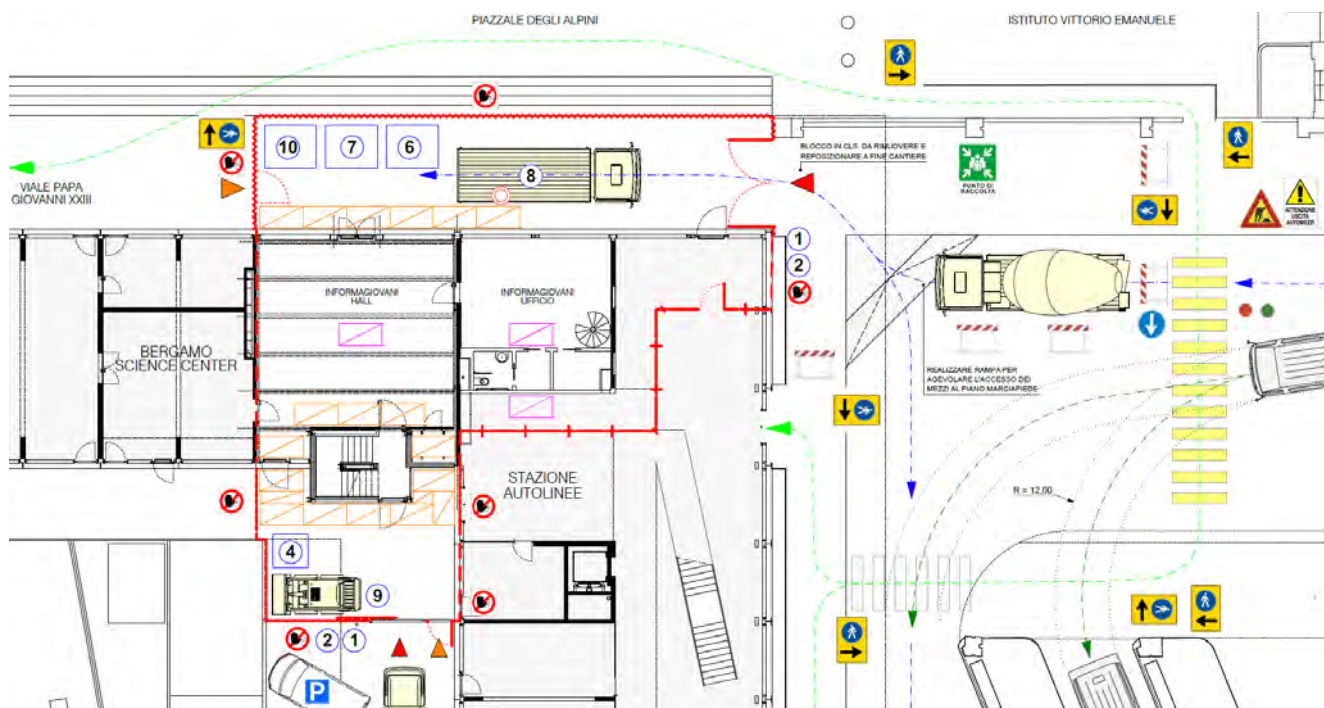 PIAZZALE DEGLI ALPINI
ISTITUTO VITTORIO EMANUELE
10
7
6
8
BLOCCO IN CLS. DA RIMUOVERE E
REPOSIZIONARE A FINE CANTIERE
PUNTO DI
RACCOLTA
ATTENZIONE
USCITA
AUTOMEZZI
VIALE PAPA
GIOVANNI XXIII
1
2
INFORMAGIOVANI
HALL
INFORMAGIOVANI
UFFICIO
BERGAMO
SCIENCE CENTER
REALIZZARE RAMPA PER
AGEVOLARE L'ACCESSO DEI
MEZZI AL PIANO MARCIAPIEDE
STAZIONE
AUTOLINEE
R = 12,00
4
9
2
1
P